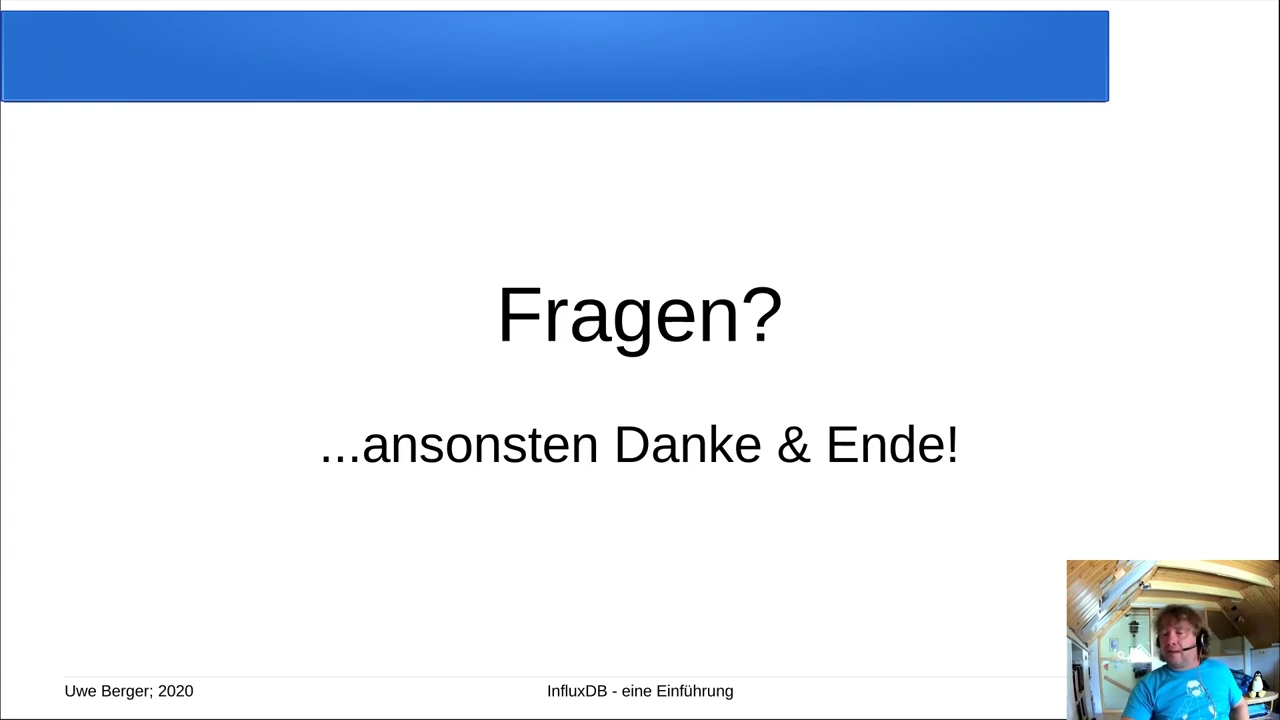 Fragen?
...ansonsten Danke & Ende!
Uwe Berger; 2020
InfluxDB - eine Einführung